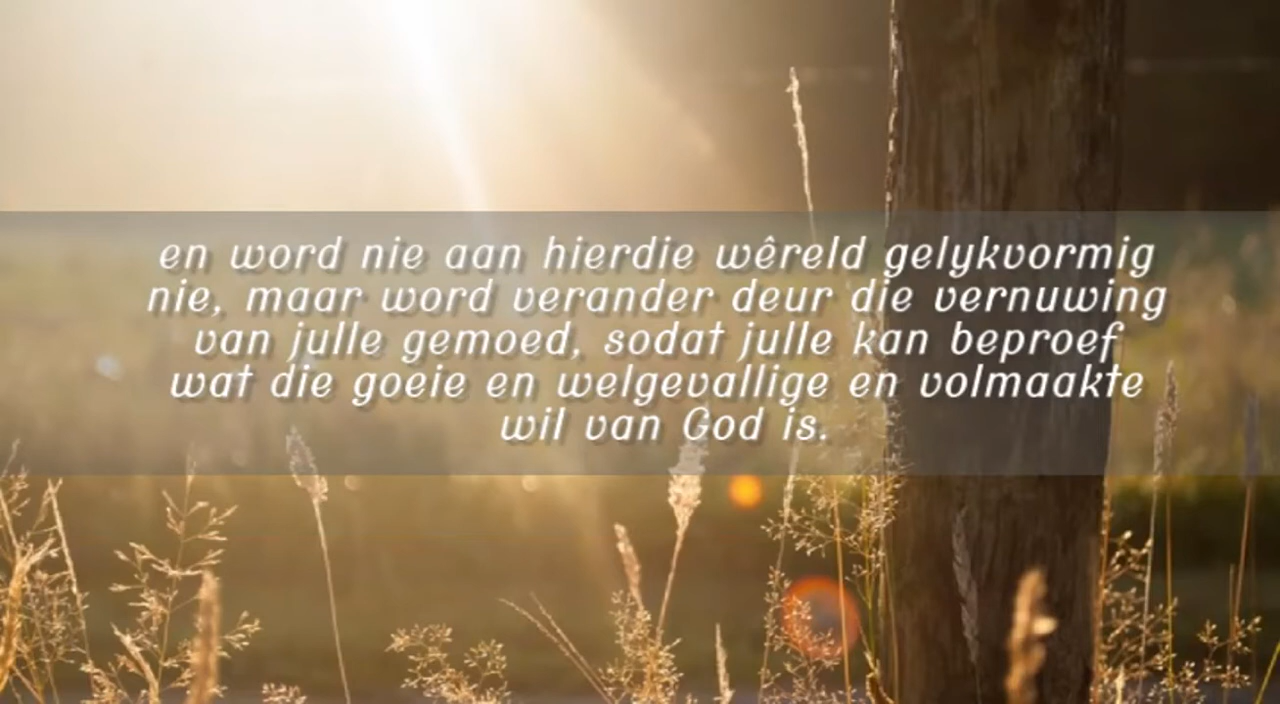 en word nie aan hierdie wêreld gelykvormig
nie, maar word verander deur die vernuwing
van julle gemoed, sodat julle kan beproef
wat die goeie en welgevallige en volmaakte
wil van God is.